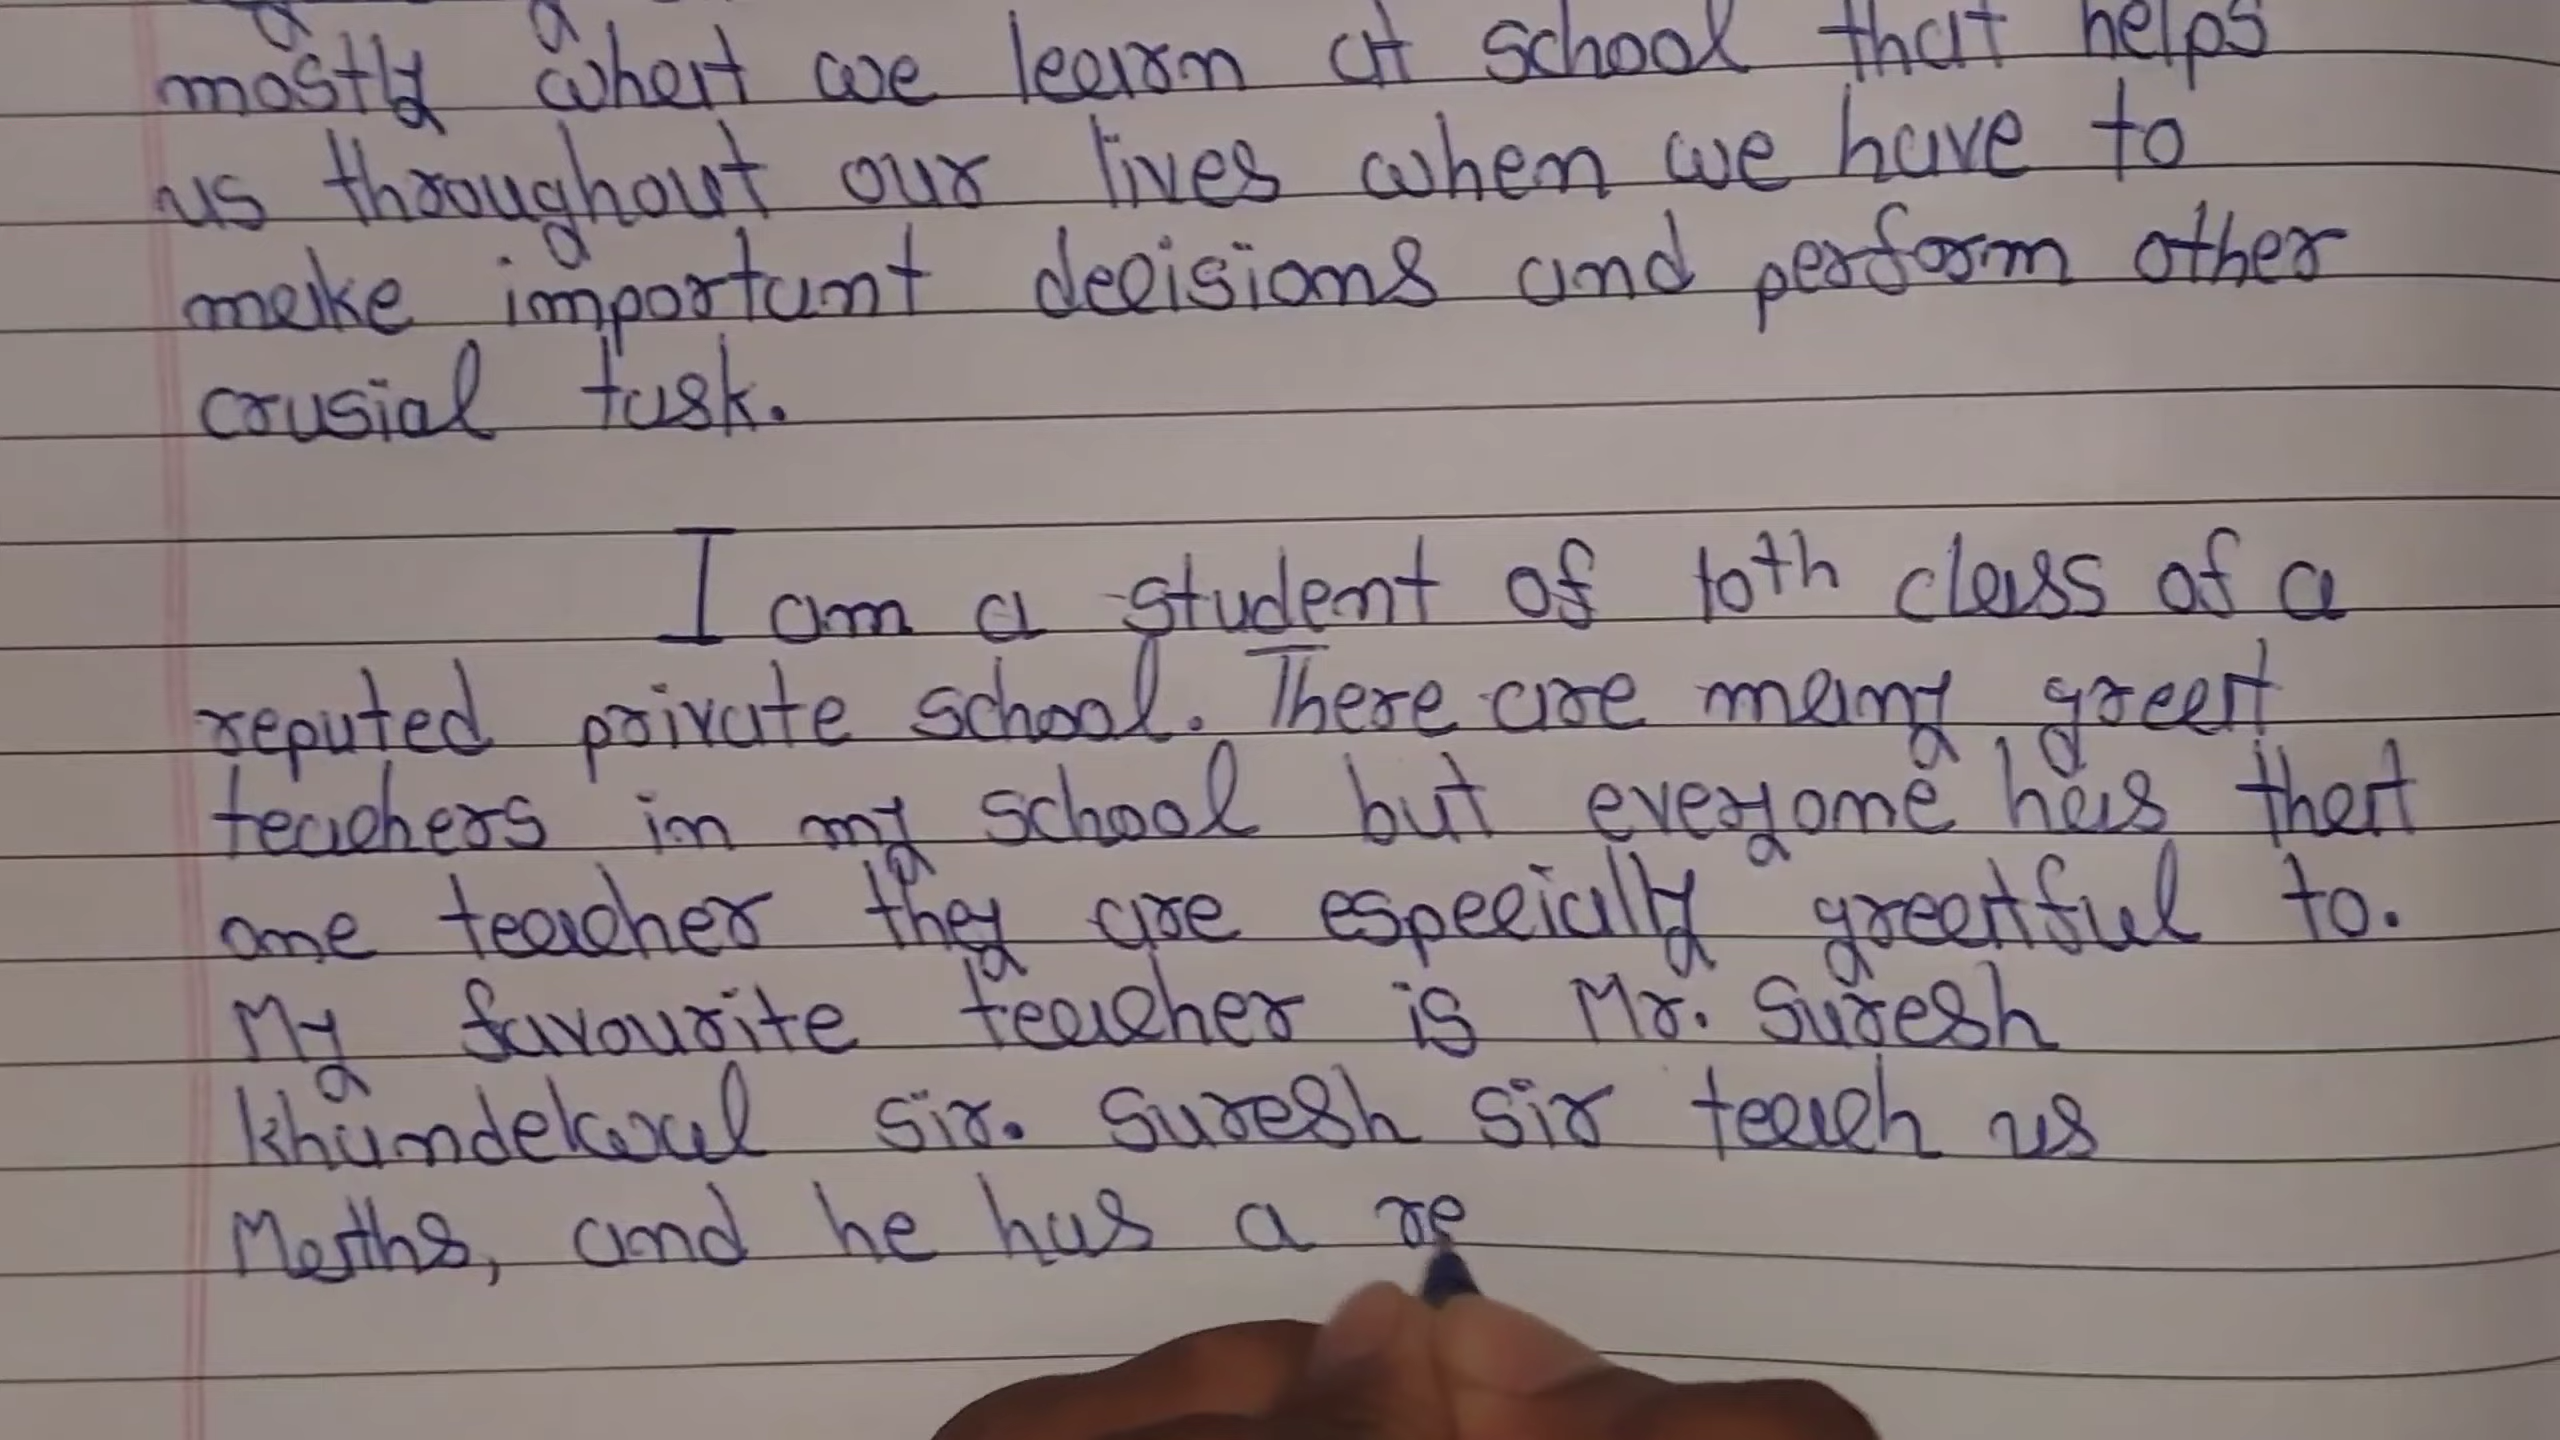 mostly what we learn at school that helps
us throughout our lives when we have to
make important decisions and perform other
crusial task.
I am a student of 10th class of a
reputed private school. There are many great
teachers in my school but everyone has that
one teacher they are especially greatful to.
My favourite teacher is Mr. Suresh
khandekaral sir. Suresh sir teach us
Maths, and he has a re